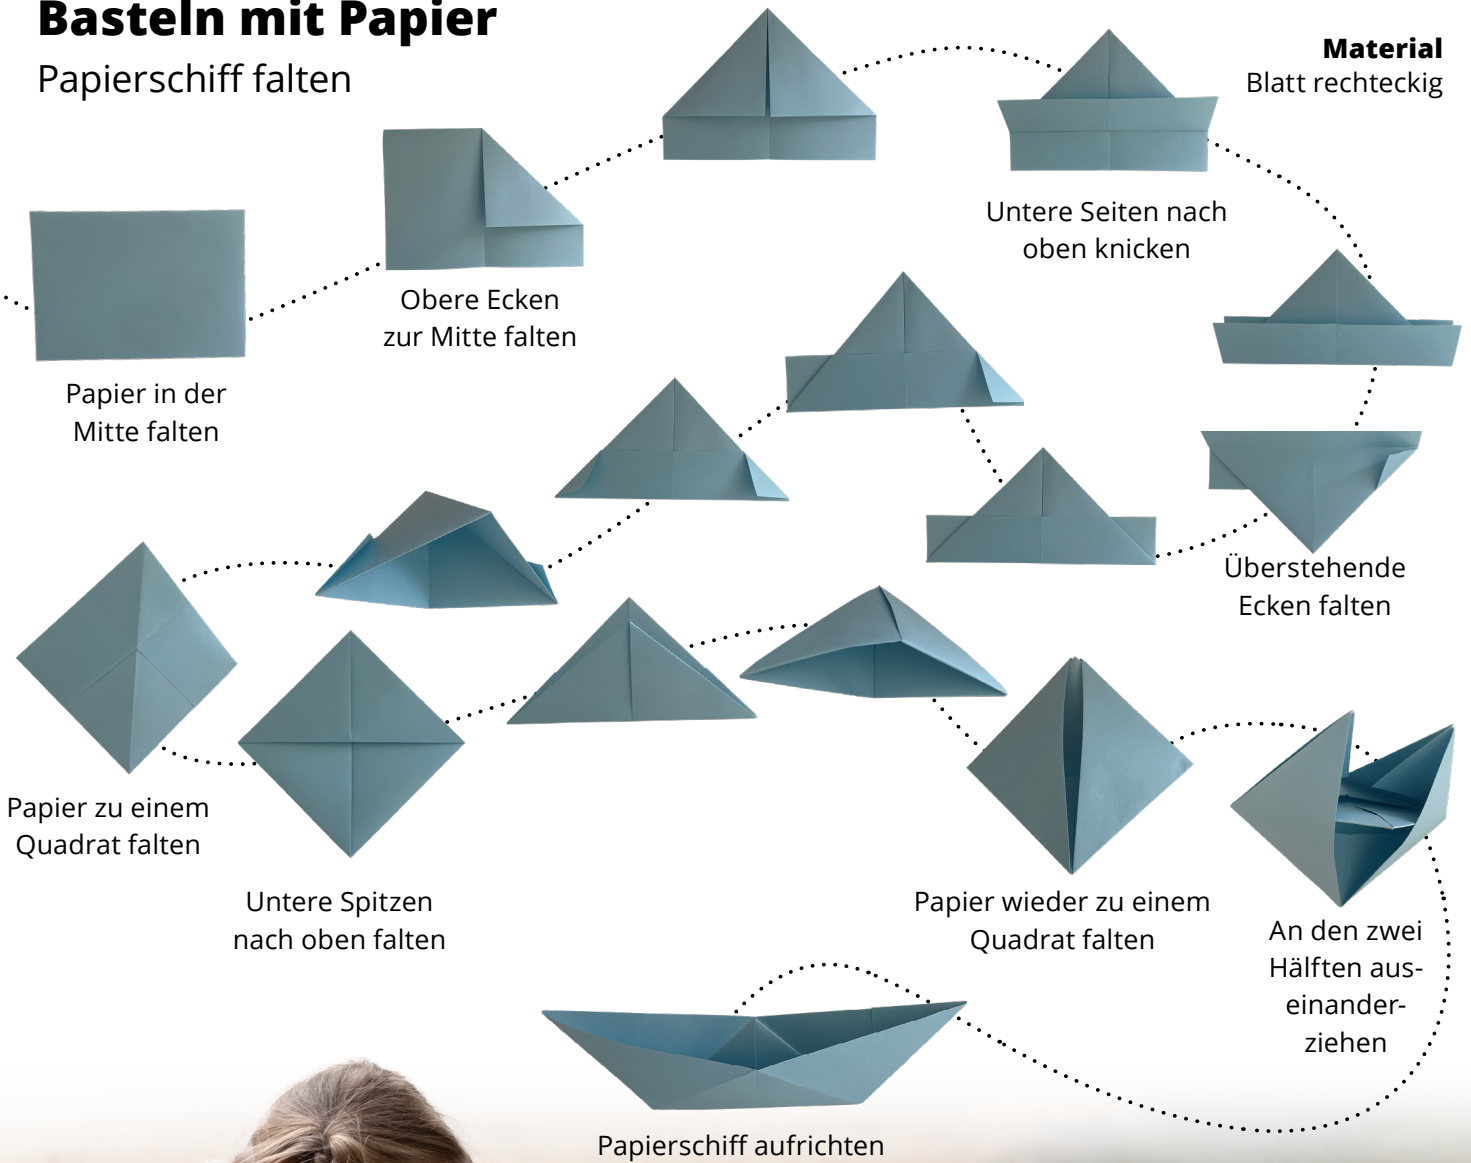 Basteln mit Papier
Papierschiff falten
Material
Blatt rechteckig
Papier in der
Mitte falten
Obere Ecken
zur Mitte falten
Untere Seiten nach
oben knicken
Überstehende
Ecken falten
Papier zu einem
Quadrat falten
Untere Spitzen
nach oben falten
Papier wieder zu einem
Quadrat falten
An den zwei
Hälften aus-
einander-
ziehen
Papierschiff aufrichten